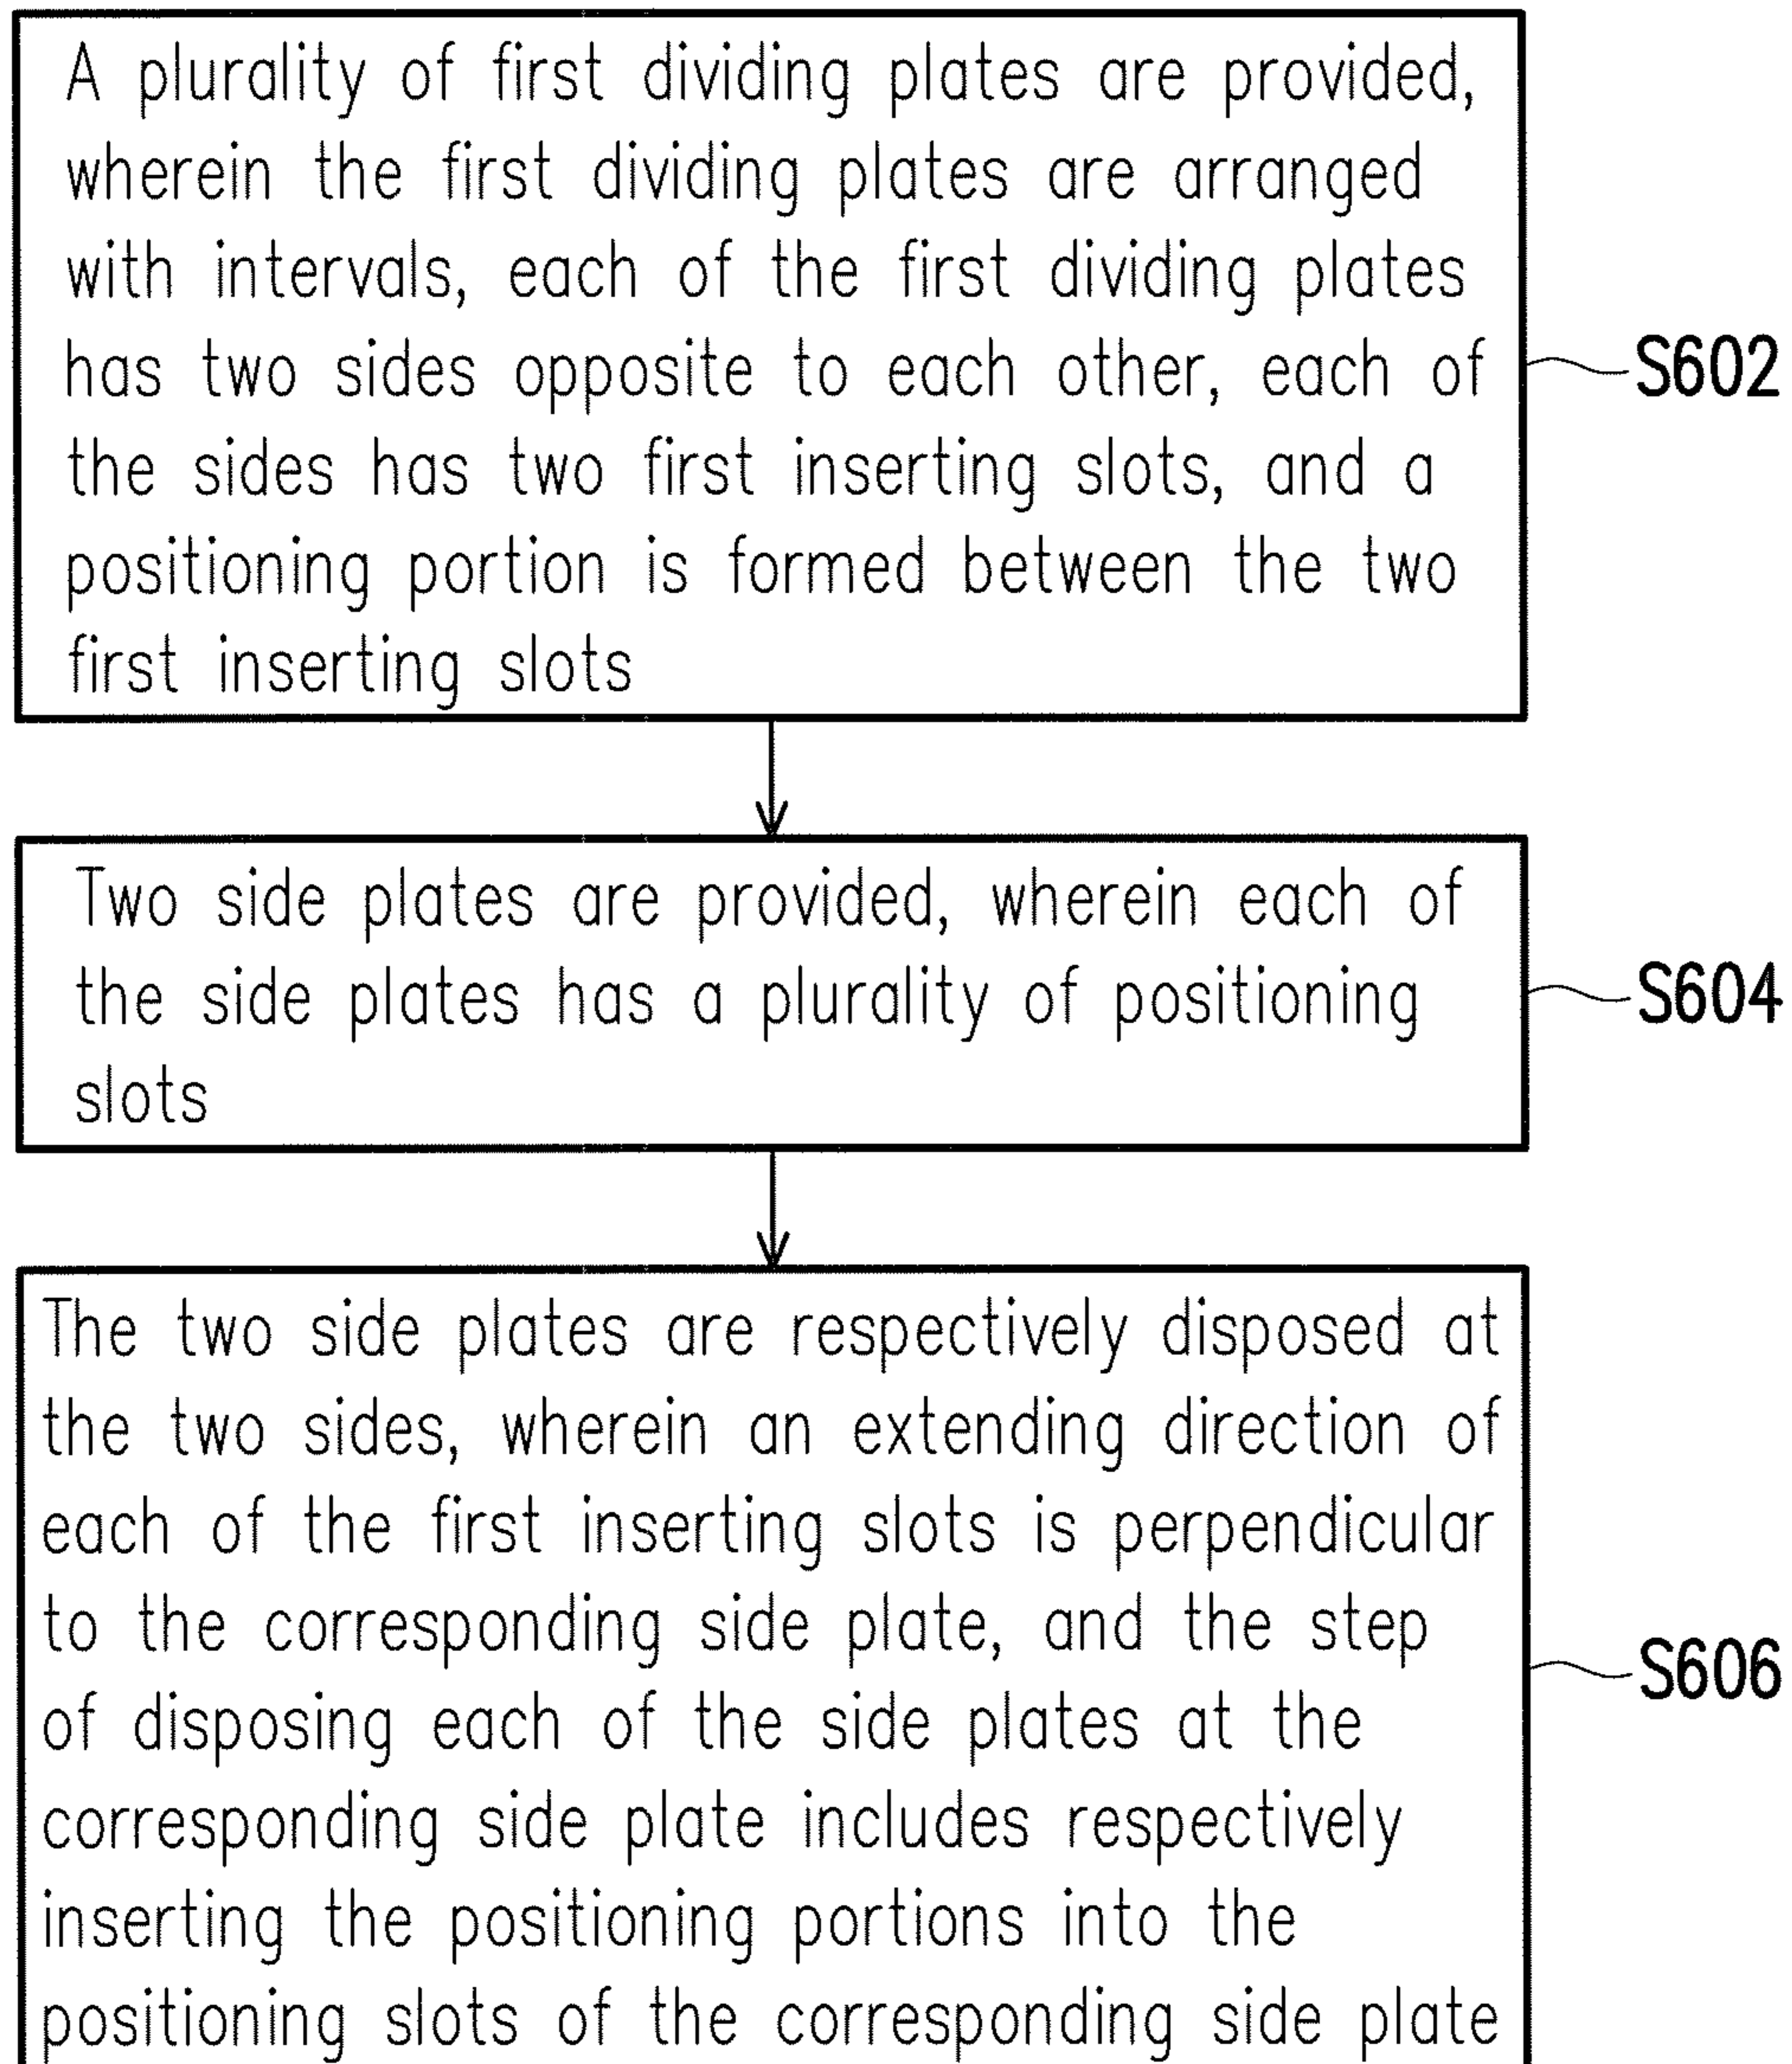 A plurality of first dividing plates are provided,
wherein the first dividing plates are arranged
with intervals, each of the first dividing plates
has two sides opposite to each other, each of
the sides has two first inserting slots, and a
positioning portion is formed between the two
first inserting slots
S602
Two side plates are provided, wherein each of
the side plates has a plurality of positioning
slots
S604
The two side plates are respectively disposed at
the two sides, wherein an extending direction of
each of the first inserting slots is perpendicular
to the corresponding side plate, and the step
of disposing each of the side plates at the
corresponding side plate includes respectively
inserting the positioning portions into the
positioning slots of the corresponding side plate
S606